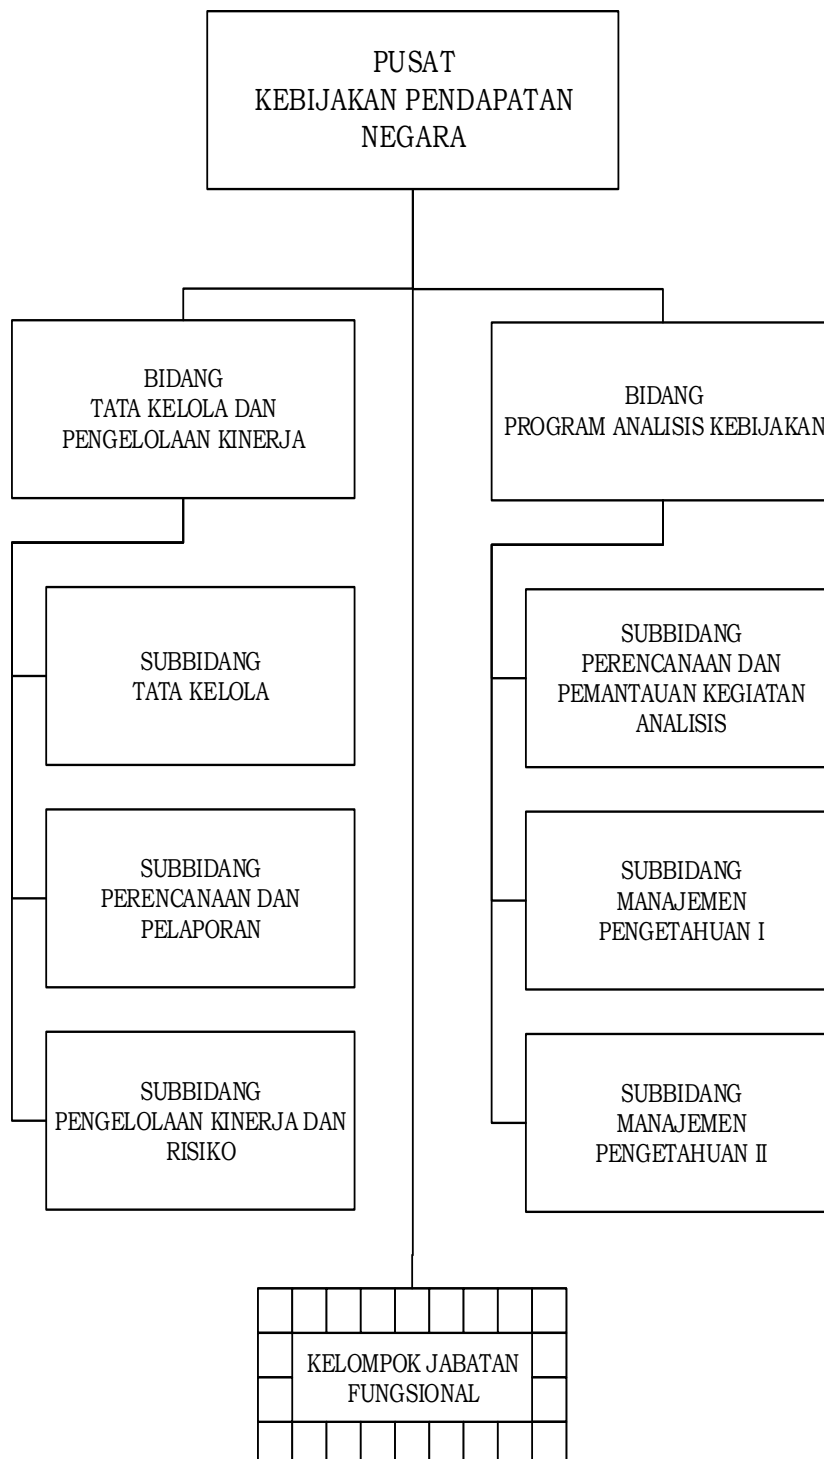 PUSAT
KEBIJAKAN PENDAPATAN
NEGARA
BIDANG
TATA KELOLA DAN
PENGELOLAAN KINERJA
BIDANG
PROGRAM ANALISIS KEBIJAKAN
SUBBIDANG
TATA KELOLA
SUBBIDANG
PERENCANAAN DAN
PELAPORAN
SUBBIDANG
PENGELOLAAN KINERJA DAN
RISIKO
SUBBIDANG
PERENCANAAN DAN
PEMANTAUAN KEGIATAN
ANALISIS
SUBBIDANG
MANAJEMEN
PENGETAHUAN I
SUBBIDANG
MANAJEMEN
PENGETAHUAN II
KELOMPOK JABATAN
FUNGSIONAL